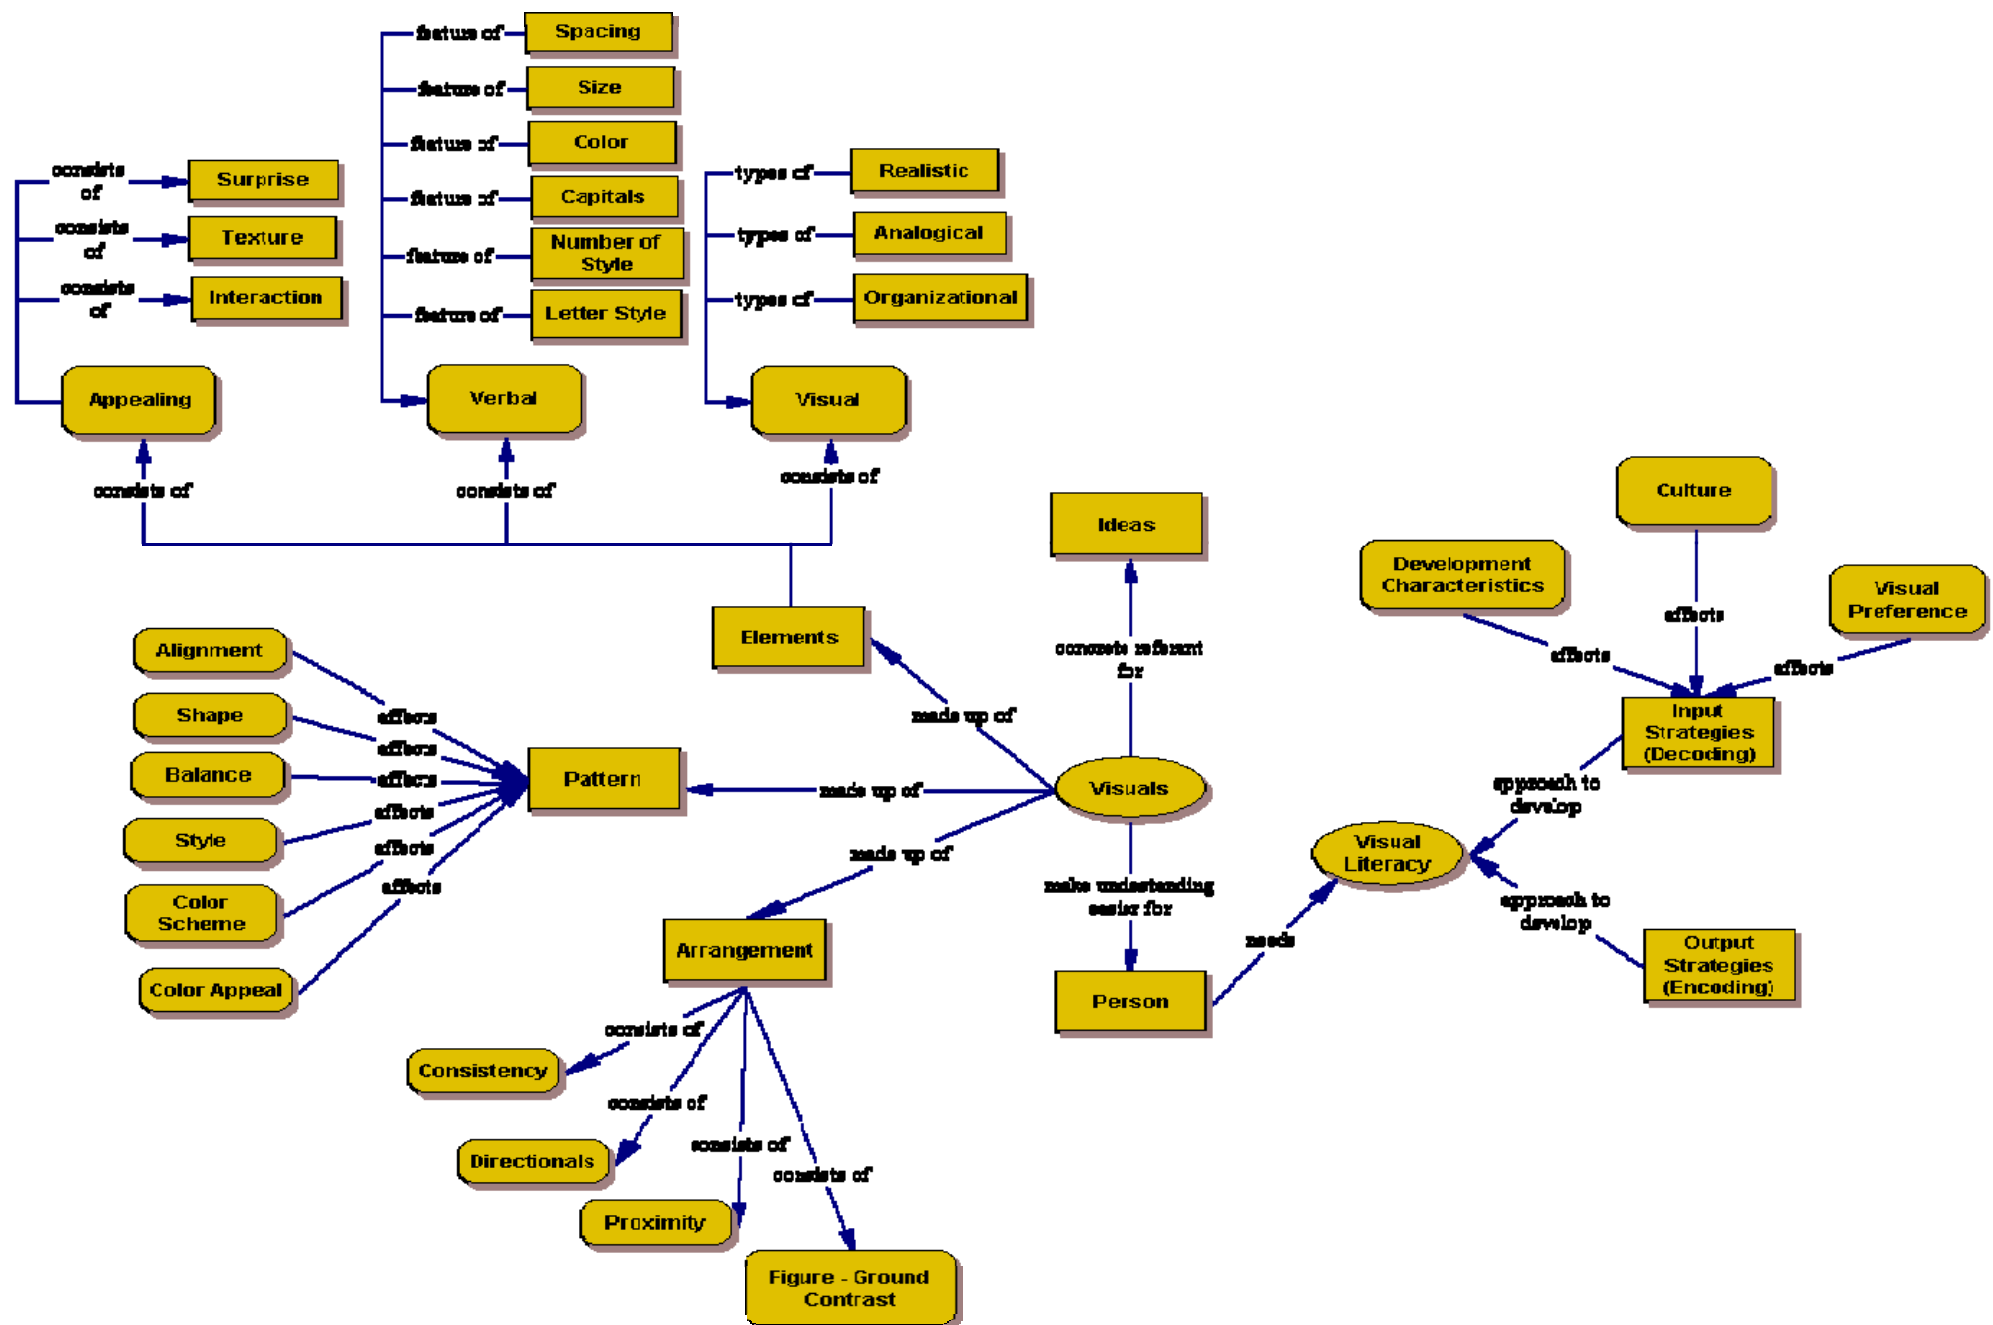 feature of
Spacing
feature of
Size
feature of
Color
feature of
Capitals
feature of
Number of
Style
feature of
Letter Style
consists
of
Surprise
consists
of
Texture
consists
of
Interaction
types of
Realistic
types of
Analogical
types of
Organizational
Appealing
Verbal
Visual
consists of
consists of
consists of
Elements
Ideas
concrete referant
for
Culture
Development
Characteristics
Visual
Preference
affects
affects
affects
Input
Strategies
(Decoding)
Alignment
Shape
Balance
Style
Color
Scheme
Color Appeal
affects
affects
affects
affects
affects
affects
Pattern
made up of
made up of
made up of
Visuals
approach to
develop
Visual
Literacy
approach to
develop
Output
Strategies
(Encoding)
make undestanding
easier for
needs
Person
Arrangement
consists of
Consistency
consists of
Directionals
consists of
Proximity
consists of
Figure - Ground
Contrast